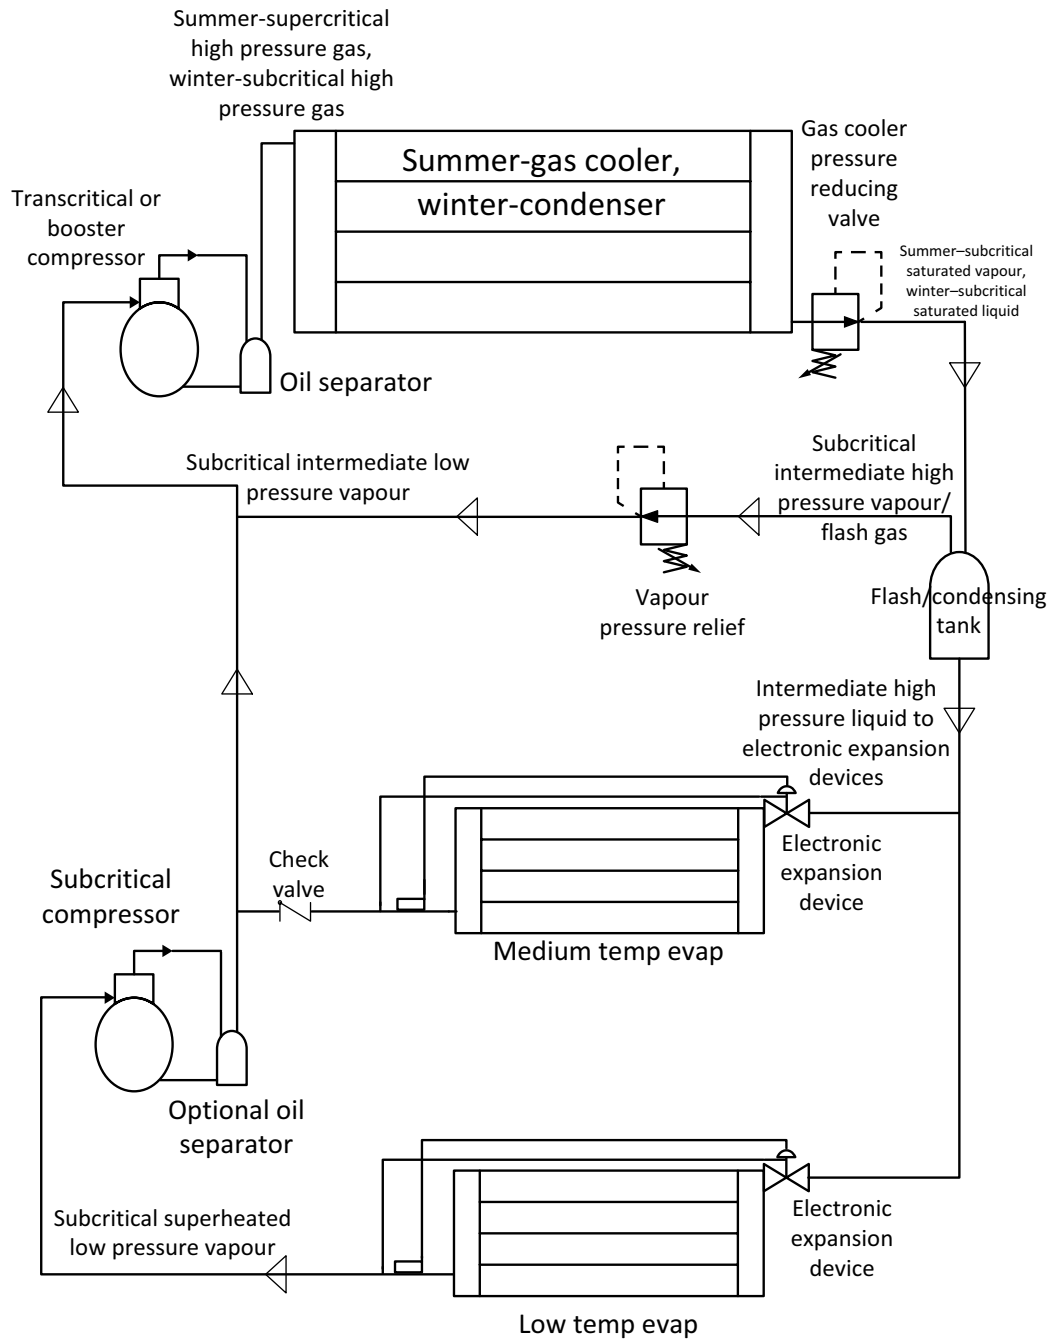 Summer-supercritical
high pressure gas,
winter-subcritical high
pressure gas
Summer-gas cooler,
winter-condenser
Gas cooler
pressure
reducing
valve
Transcritical or
booster
compressor
Summer–subcritical
saturated vapour,
winter–subcritical
saturated liquid
Oil separator
Subcritical intermediate low
pressure vapour
Subcritical
intermediate high
pressure vapour/
flash gas
Vapour
pressure relief
Flash/condensing
tank
Intermediate high
pressure liquid to
electronic expansion
devices
Electronic
expansion
device
Check
valve
Subcritical
compressor
Medium temp evap
Optional oil
separator
Subcritical superheated
low pressure vapour
Electronic
expansion
device
Low temp evap